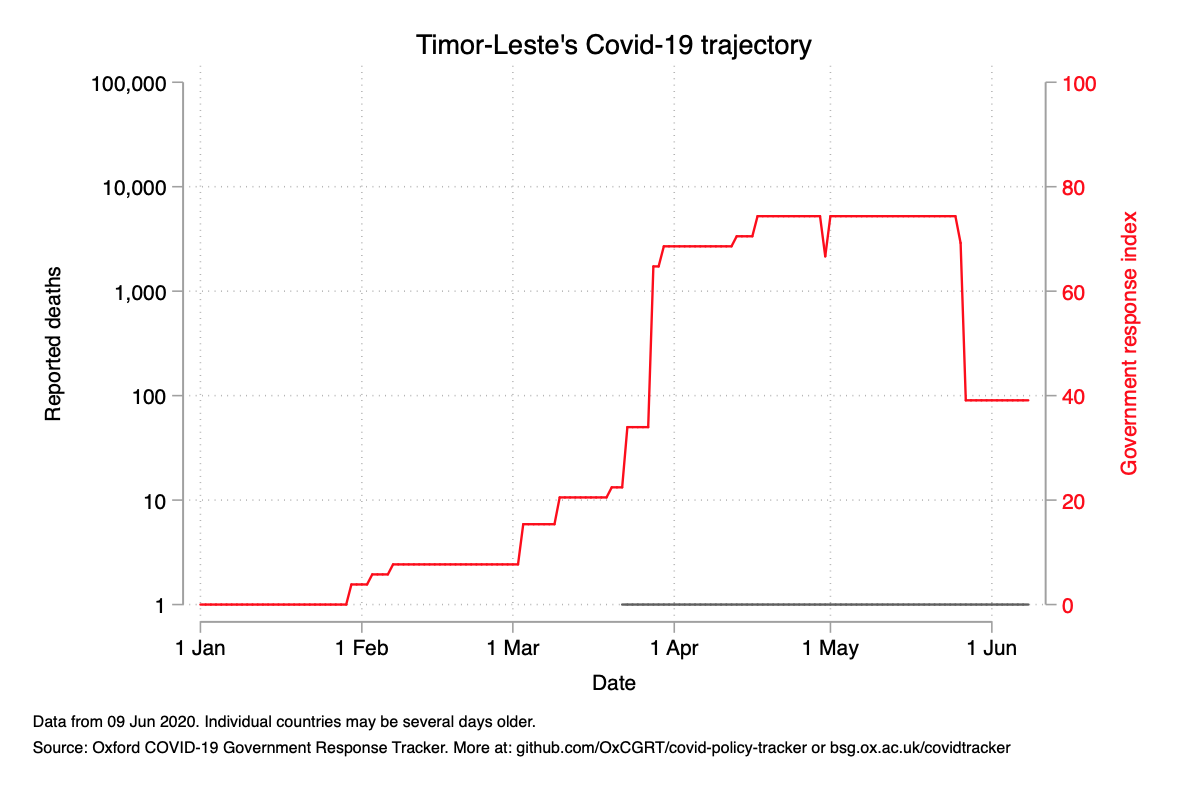 Timor-Leste's Covid-19 trajectory
100,000
10,000
1,000
100
10
1
Reported deaths
100
80
60
40
20
0
Government response index
1 Jan
1 Feb
1 Mar
1 Apr
1 May
1 Jun
Date
Data from 09 Jun 2020. Individual countries may be several days older.
Source: Oxford COVID-19 Government Response Tracker. More at: github.com/OxCGRT/covid-policy-tracker or bsg.ox.ac.uk/covidtracker